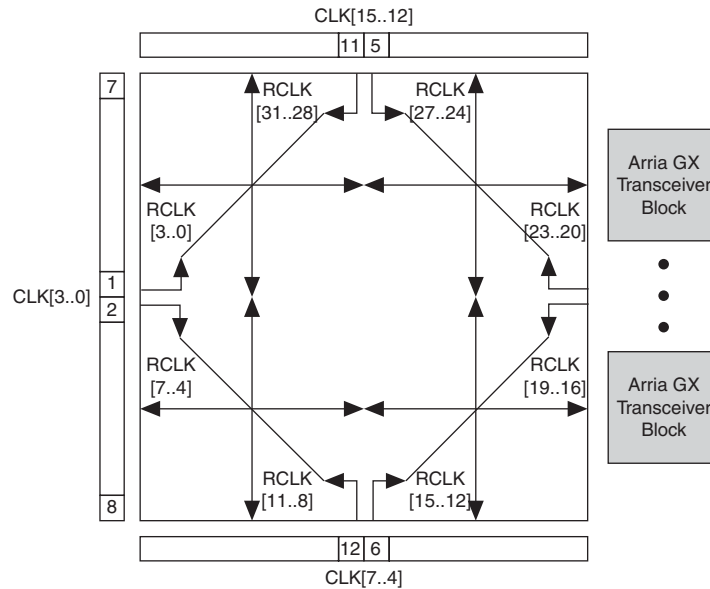 CLK[15..12]
11 5
7
RCLK
[31..28]
RCLK
[27..24]
Arria GX
Transceiver
Block
RCLK
[3..0]
RCLK
[23..20]
1
CLK[3..0]
2
RCLK
[7..4]
RCLK
[19..16]
Arria GX
Transceiver
Block
RCLK
[11..8]
RCLK
[15..12]
8
12 6
CLK[7..4]